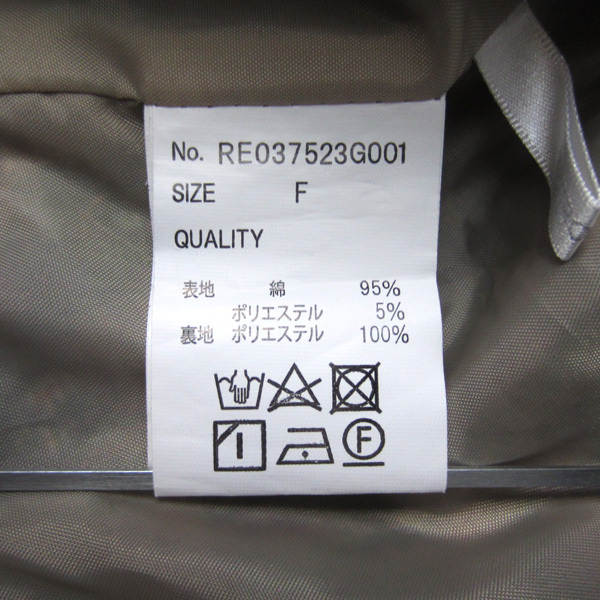 No. RE037523G001
SIZE F
QUALITY
表地 綿 95%
ポリエステル 5%
裏地 ポリエステル 100%
F